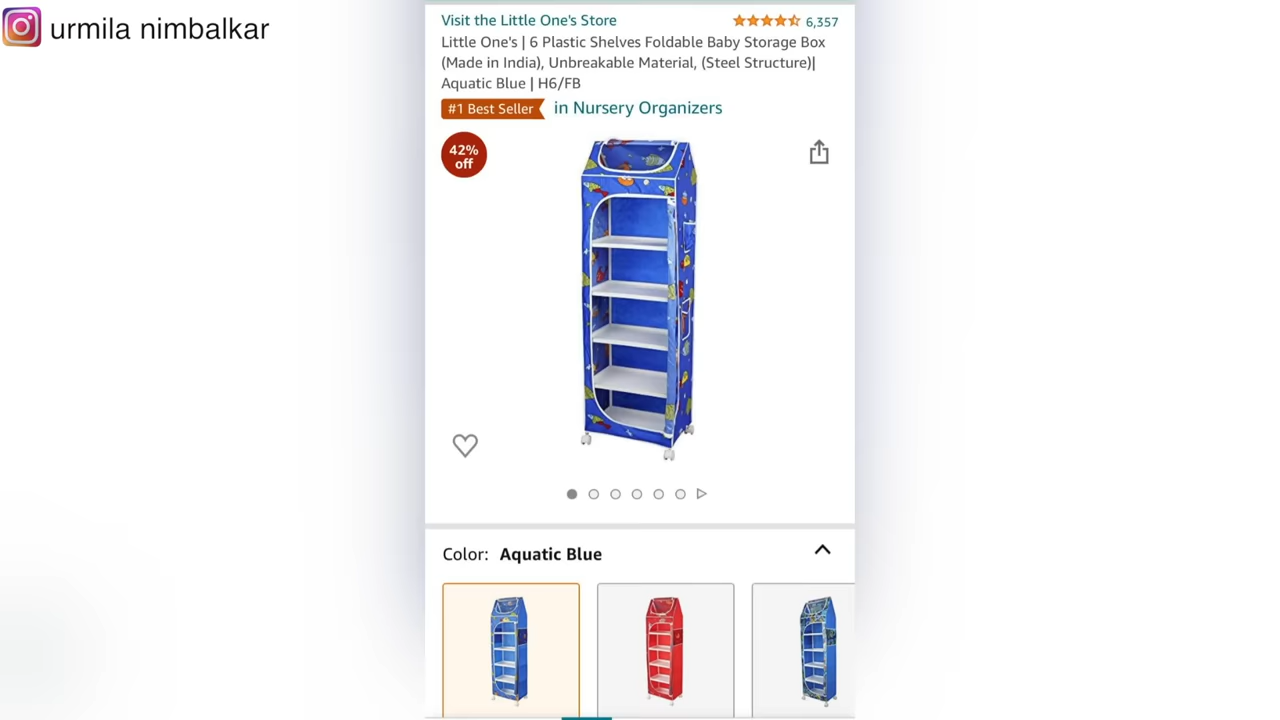 urmila nimbalkar
Visit the Little One's Store
6,357
Little One's | 6 Plastic Shelves Foldable Baby Storage Box
(Made in India), Unbreakable Material, (Steel Structure)|
Aquatic Blue | H6/FB
#1 Best Seller in Nursery Organizers
42%
off
Color: Aquatic Blue